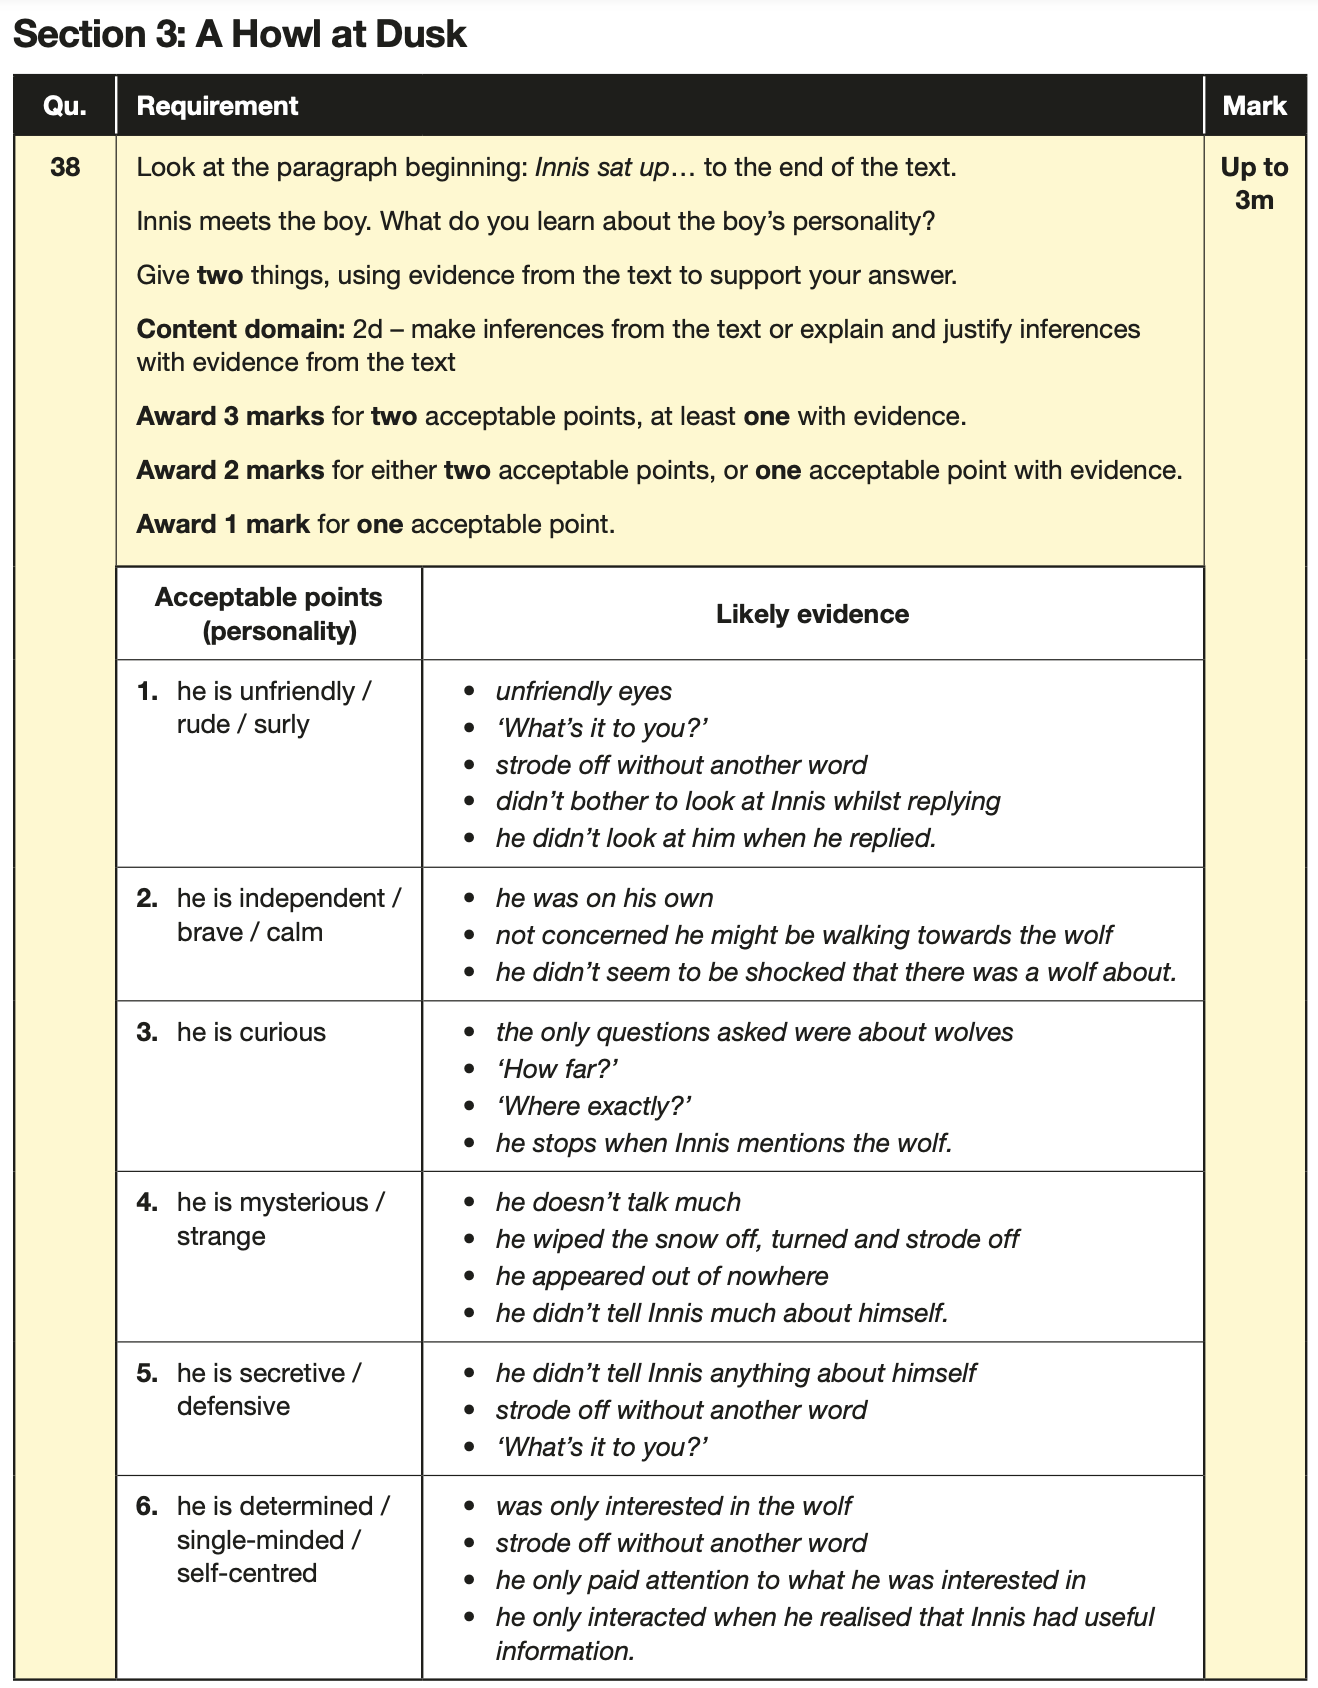 Section 3: A Howl at Dusk
Qu.
Requirement
Mark
38
Look at the paragraph beginning: Innis sat up… to the end of the text.
Up to
3m
Innis meets the boy. What do you learn about the boy’s personality?
Give two things, using evidence from the text to support your answer.
Content domain: 2d – make inferences from the text or explain and justify inferences
with evidence from the text
Award 3 marks for two acceptable points, at least one with evidence.
Award 2 marks for either two acceptable points, or one acceptable point with evidence.
Award 1 mark for one acceptable point.
Acceptable points
(personality)
Likely evidence
1. he is unfriendly /
rude / surly
• unfriendly eyes
• ‘What’s it to you?’
• strode off without another word
• didn’t bother to look at Innis whilst replying
• he didn’t look at him when he replied.
2. he is independent /
brave / calm
• he was on his own
• not concerned he might be walking towards the wolf
• he didn’t seem to be shocked that there was a wolf about.
3. he is curious
• the only questions asked were about wolves
• ‘How far?’
• ‘Where exactly?’
• he stops when Innis mentions the wolf.
4. he is mysterious /
strange
• he doesn’t talk much
• he wiped the snow off, turned and strode off
• he appeared out of nowhere
• he didn’t tell Innis much about himself.
5. he is secretive /
defensive
• he didn’t tell Innis anything about himself
• strode off without another word
• ‘What’s it to you?’
6. he is determined /
single-minded /
self-centred
• was only interested in the wolf
• strode off without another word
• he only paid attention to what he was interested in
• he only interacted when he realised that Innis had useful
information.